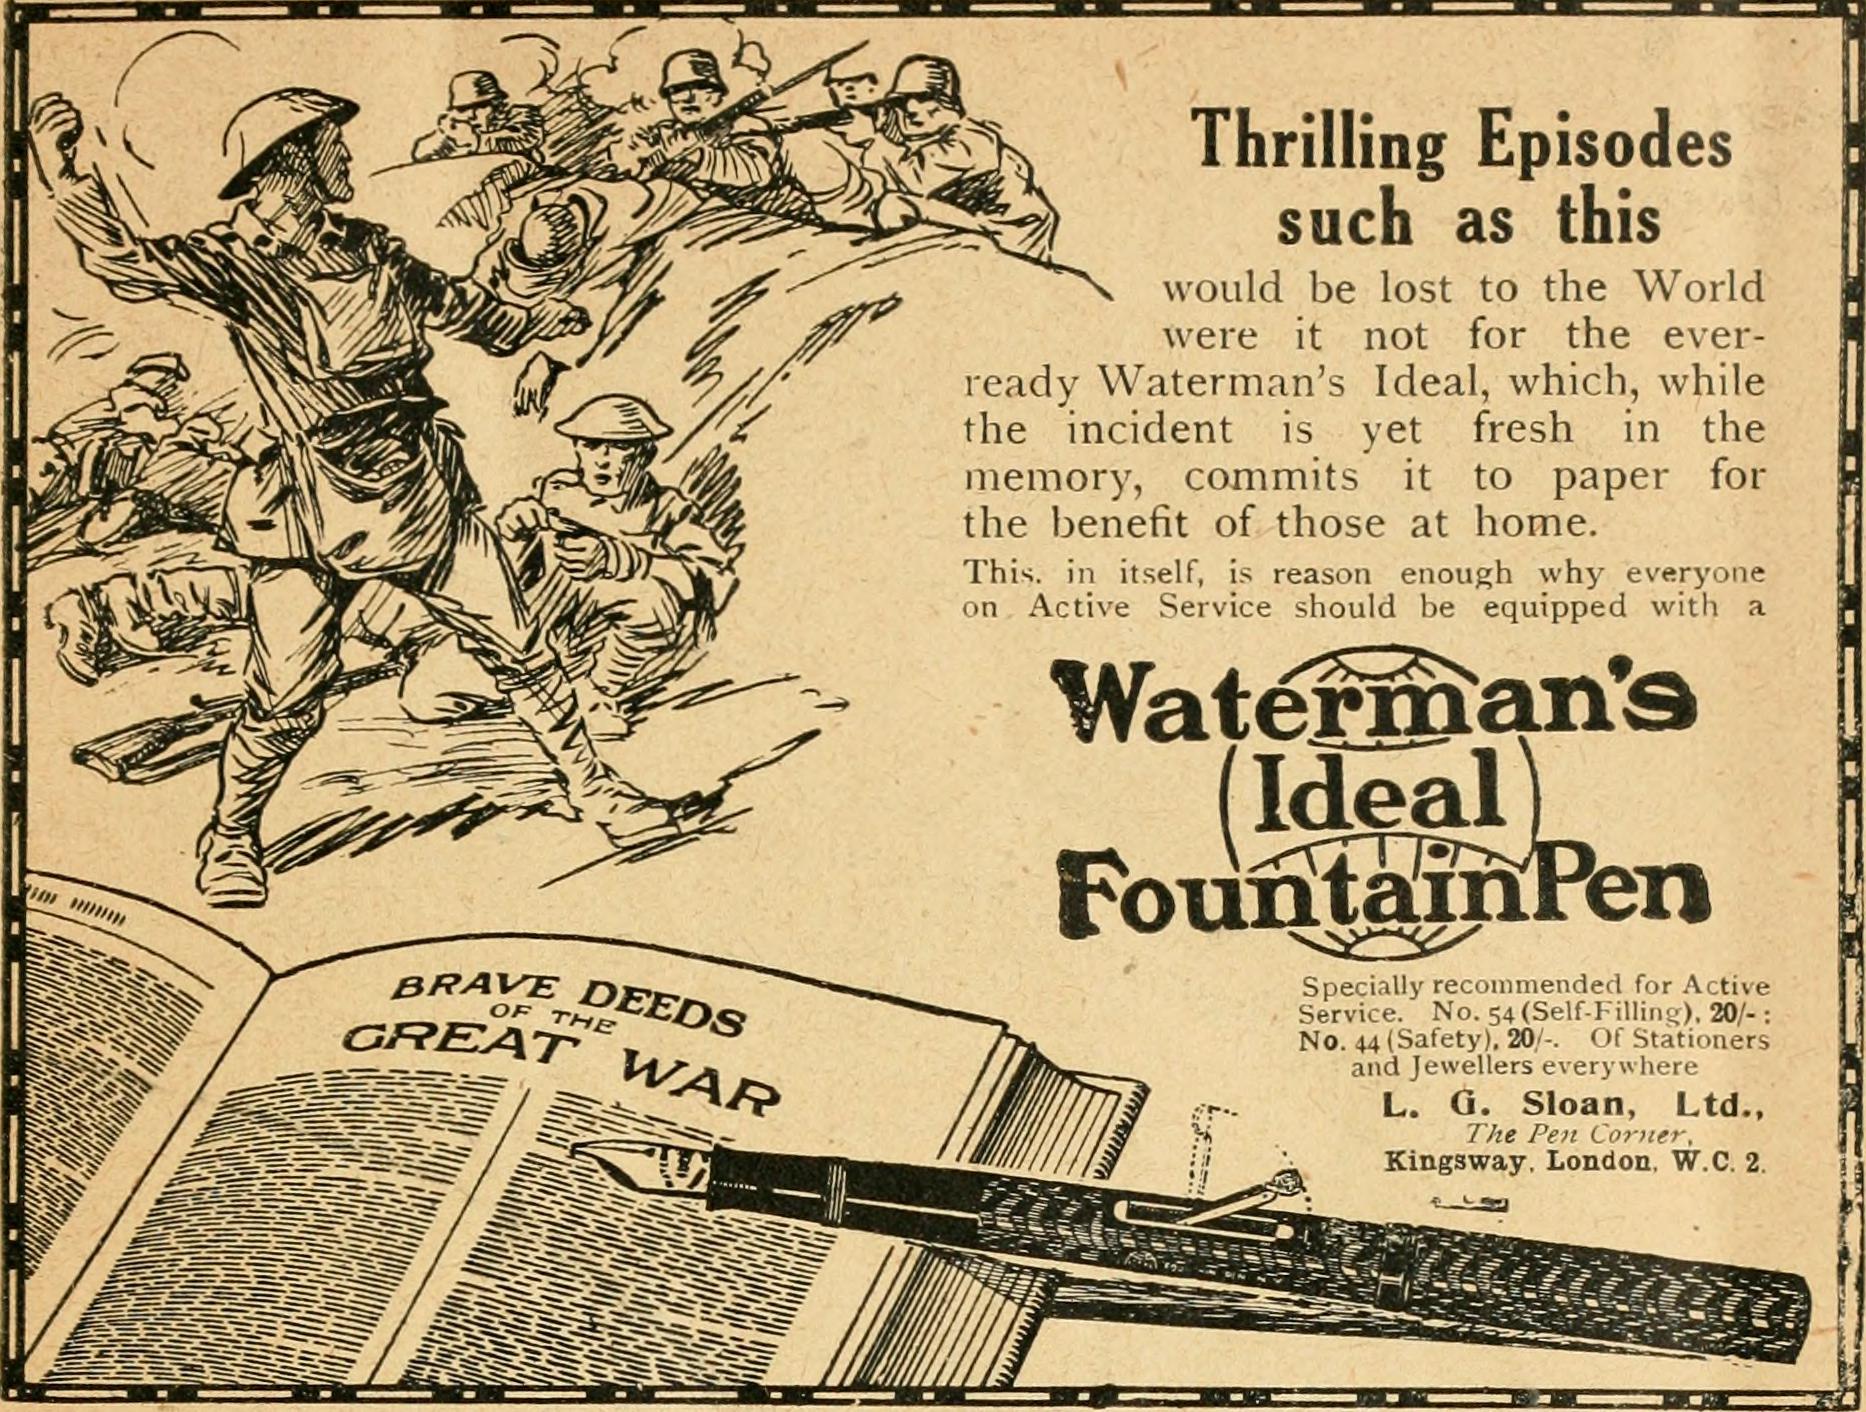 Thrilling Episodes
such as this
would be lost to the World
were it not for the ever-
ready Waterman's Ideal, which, while
the incident is yet fresh in the
memory, commits it to paper for
the benefit of those at home.
This, in itself, is reason enough why everyone
on Active Service should be equipped with a
Waterman's
Ideal
Fountain Pen
Specially recommended for Active
Service. No. 54 (Self-Filling), 20/- :
No. 44 (Safety), 20/-. Of Stationers
and Jewellers everywhere
L. G. Sloan, Ltd.,
The Pen Corner,
Kingsway, London, W.C. 2.
BRAVE DEEDS
OF THE
GREAT WAR